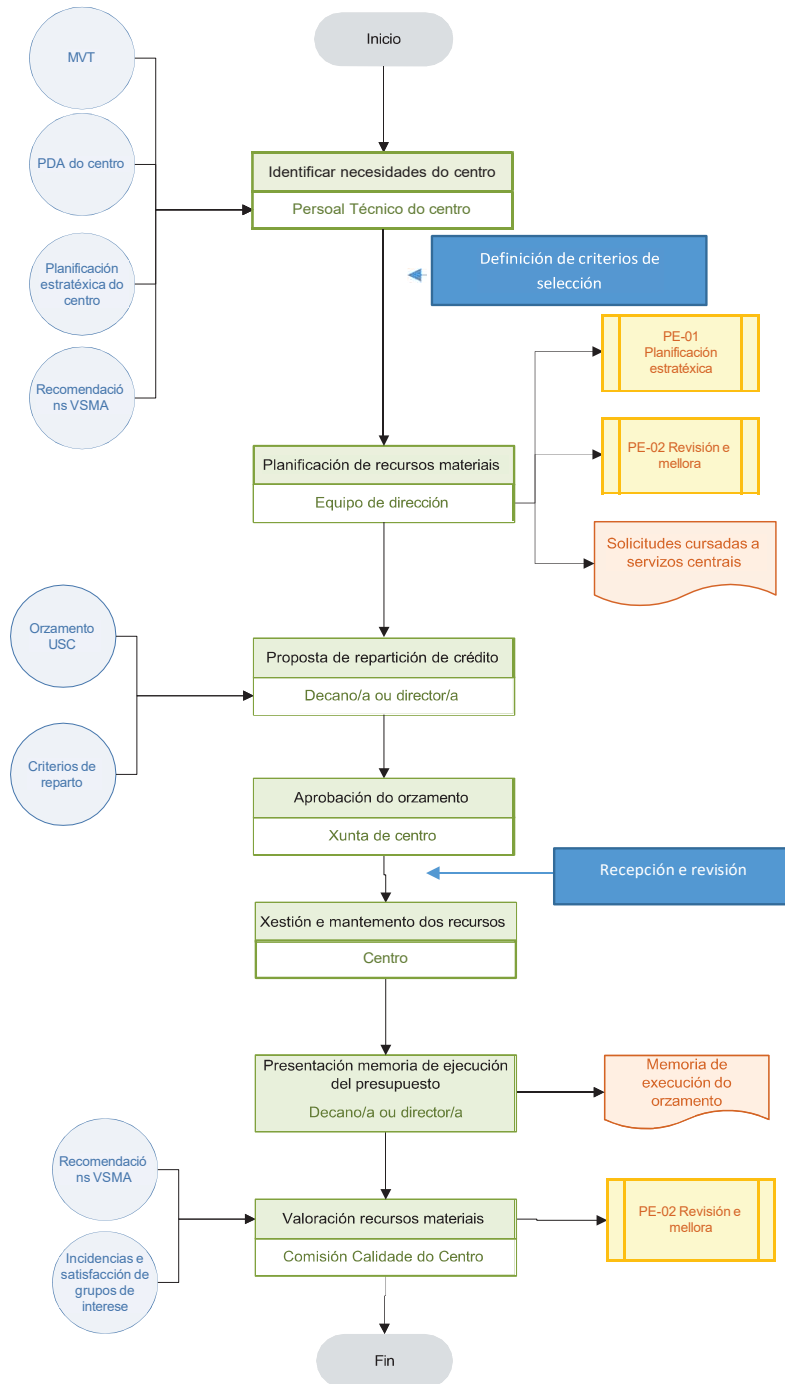 Inicio
MVT
PDA do centro
Identificar necesidades do centro
Persoal Técnico do centro
Planificación
estratéxica do
centro
Definición de criterios de
selección
Recomendació
ns VSMA
PE-01
Planificación
estratéxica
Planificación de recursos materiais
Equipo de dirección
PE-02 Revisión e
mellora
Solicitudes cursadas a
servizos centrais
Orzamento
USC
Proposta de repartición de crédito
Decano/a ou director/a
Criterios de
reparto
Aprobación do orzamento
Xunta de centro
Recepción e revisión
Xestión e mantemento dos recursos
Centro
Presentación memoria de ejecución
del presupuesto
Decano/a ou director/a
Memoria de
execución do
orzamento
Recomendació
ns VSMA
Valoración recursos materiais
Comisión Calidade do Centro
PE-02 Revisión e
mellora
Incidencias e
satisfacción de
grupos de
interese
Fin